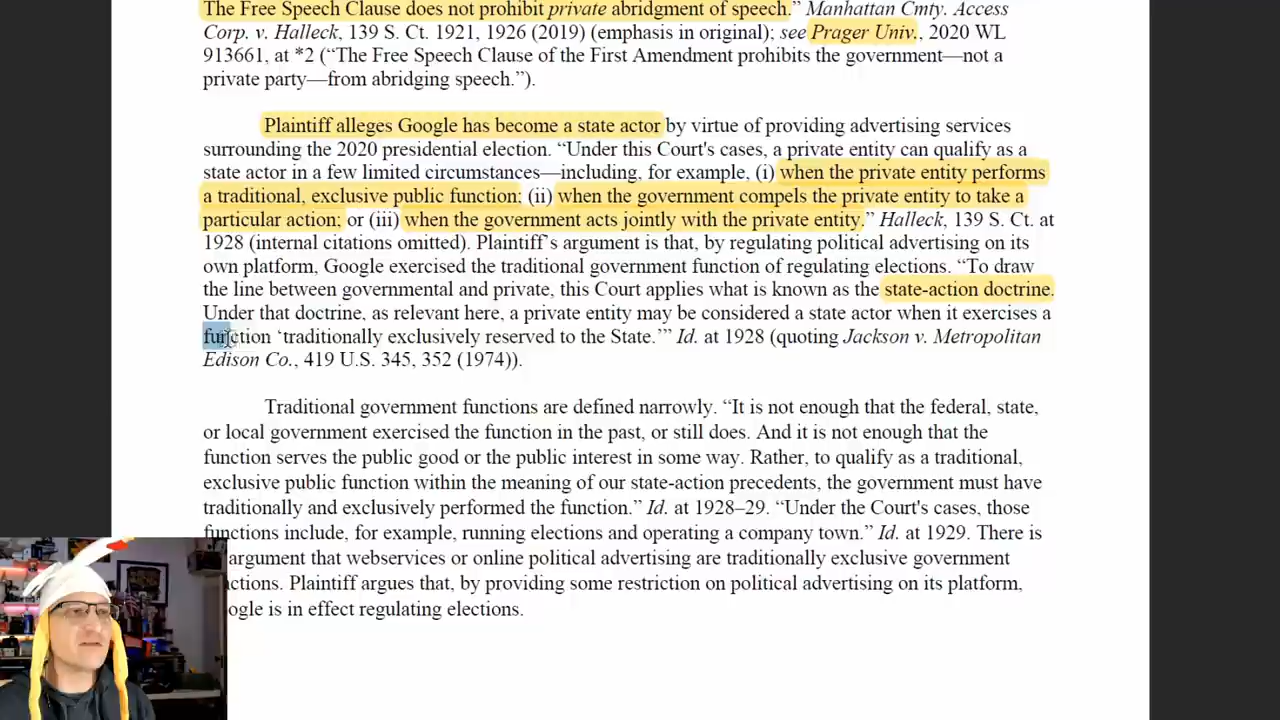 The Free Speech Clause does not prohibit private abridgment of speech.” Manhattan Cmty. Access
Corp. v. Halleck, 139 S. Ct. 1921, 1926 (2019) (emphasis in original); see Prager Univ., 2020 WL
913661, at *2 (“The Free Speech Clause of the First Amendment prohibits the government—not a
private party—from abridging speech.”).
Plaintiff alleges Google has become a state actor by virtue of providing advertising services
surrounding the 2020 presidential election. “Under this Court's cases, a private entity can qualify as a
state actor in a few limited circumstances—including, for example, (i) when the private entity performs
a traditional, exclusive public function; (ii) when the government compels the private entity to take a
particular action; or (iii) when the government acts jointly with the private entity.” Halleck, 139 S. Ct. at
1928 (internal citations omitted). Plaintiff’s argument is that, by regulating political advertising on its
own platform, Google exercised the traditional government function of regulating elections. “To draw
the line between governmental and private, this Court applies what is known as the state-action doctrine.
Under that doctrine, as relevant here, a private entity may be considered a state actor when it exercises a
function ‘traditionally exclusively reserved to the State.’” Id. at 1928 (quoting Jackson v. Metropolitan
Edison Co., 419 U.S. 345, 352 (1974)).
Traditional government functions are defined narrowly. “It is not enough that the federal, state,
or local government exercised the function in the past, or still does. And it is not enough that the
function serves the public good or the public interest in some way. Rather, to qualify as a traditional,
exclusive public function within the meaning of our state-action precedents, the government must have
traditionally and exclusively performed the function.” Id. at 1928–29. “Under the Court's cases, those
functions include, for example, running elections and operating a company town.” Id. at 1929. There is
argument that webservices or online political advertising are traditionally exclusive government
ctions. Plaintiff argues that, by providing some restriction on political advertising on its platform,
ogle is in effect regulating elections.